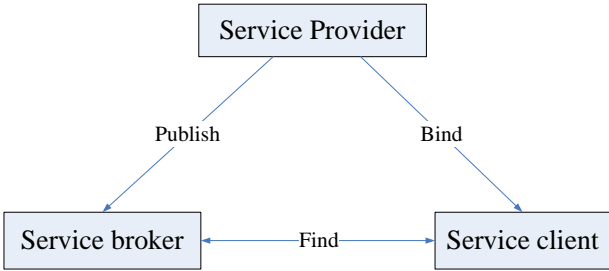 Service Provider
Publish
Bind
Service broker
Find
Service client